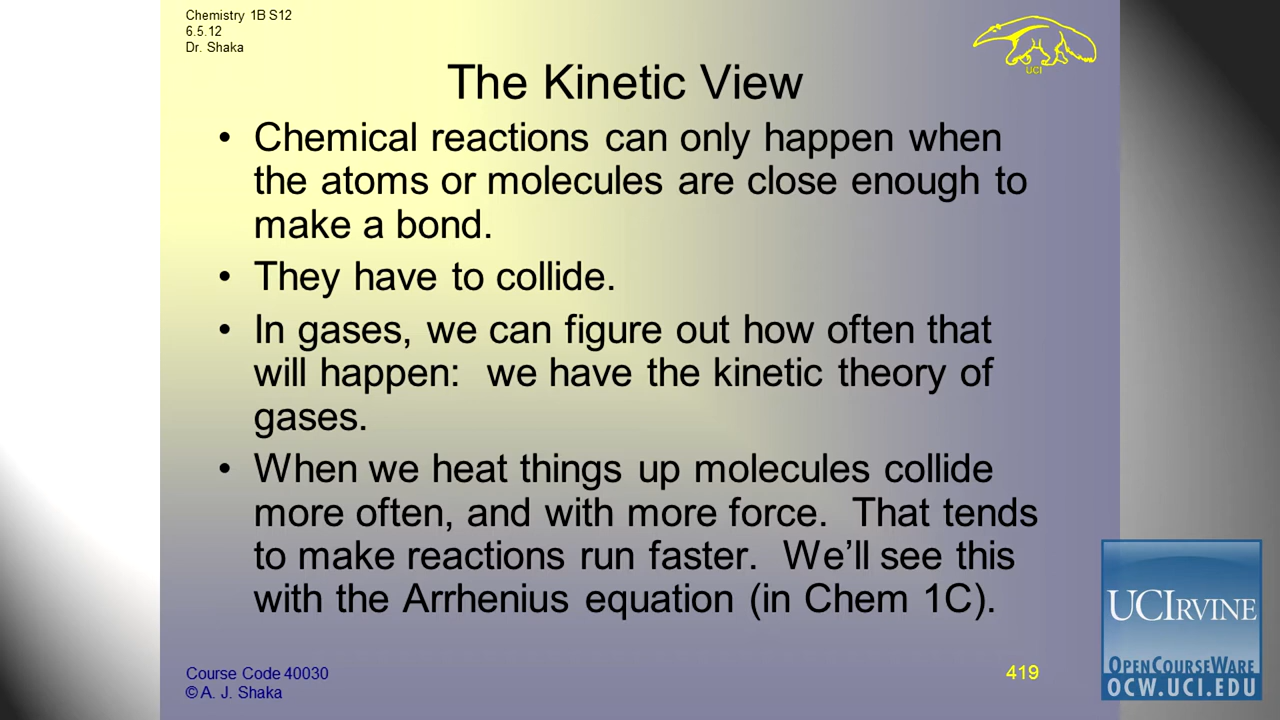 Chemistry 1B S12
6.5.12
Dr. Shaka
UCI
The Kinetic View
• Chemical reactions can only happen when
the atoms or molecules are close enough to
make a bond.
• They have to collide.
• In gases, we can figure out how often that
will happen:  we have the kinetic theory of
gases.
• When we heat things up molecules collide
more often, and with more force.  That tends
to make reactions run faster.  We’ll see this
with the Arrhenius equation (in Chem 1C).
Course Code 40030
© A. J. Shaka
419
UCIRVINE
OPENCOURSEWARE
OCW.UCI.EDU